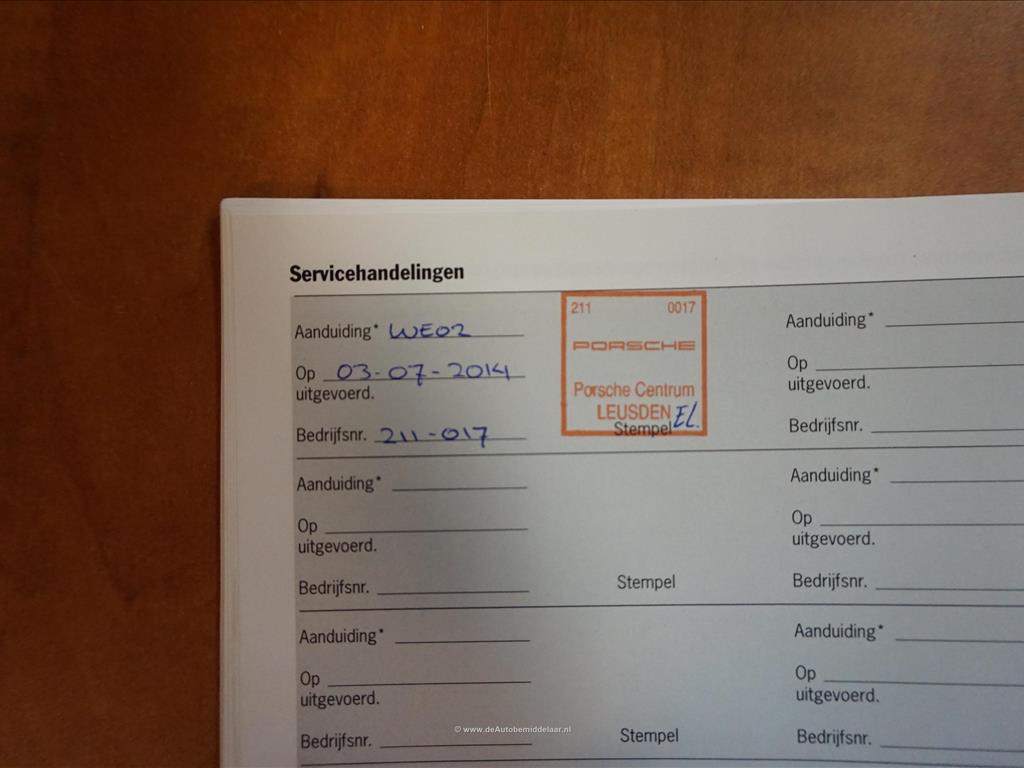 Servicehandelingen
Aanduiding* WE02
Op 03-07-2014
uitgevoerd.
Bedrijfsnr. 211-017
211 0017
PORSCHE
Porsche Centrum
LEUSDEN EL.
Stempel
Aanduiding*
Op
uitgevoerd.
Bedrijfsnr.
Aanduiding*
Op
uitgevoerd.
Bedrijfsnr. Stempel
Aanduiding*
Op
uitgevoerd.
Bedrijfsnr.
Aanduiding*
Op
uitgevoerd.
Bedrijfsnr. Stempel
Aanduiding*
Op
uitgevoerd.
Bedrijfsnr.
© www.deAutobemiddelaar.nl